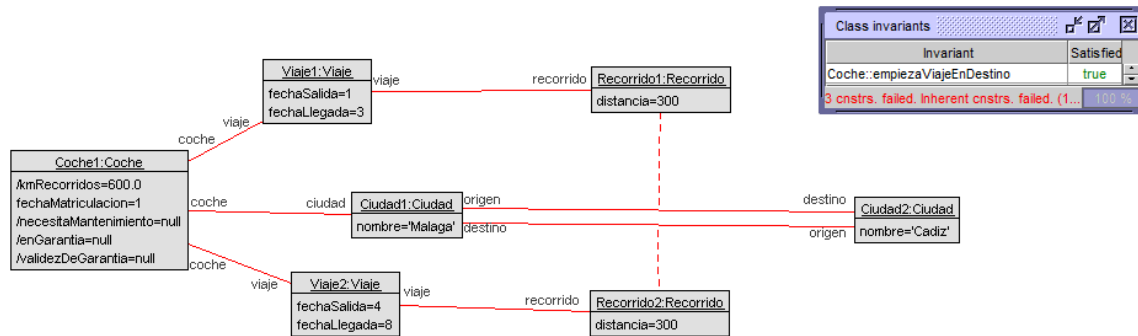 Class invariants
Invariant Satisfied
Coche::empiezaViajeEnDestino true
3 cnstrs. failed. Inherent cnstrs. failed. (1... 100 %
Viaje1:Viaje
fechaSalida=1
fechaLlegada=3
viaje
recorrido
Recorrido1:Recorrido
distancia=300
viaje
coche
Coche1:Coche
/kmRecorridos=600.0
fechaMatriculacion=1
/necesitaMantenimiento=null
/enGarantia=null
/validezDeGarantia=null
coche
ciudad
Ciudad1:Ciudad
nombre='Malaga'
origen
destino
destino
origen
Ciudad2:Ciudad
nombre='Cadiz'
coche
viaje
Viaje2:Viaje
fechaSalida=4
fechaLlegada=8
viaje
recorrido
Recorrido2:Recorrido
distancia=300